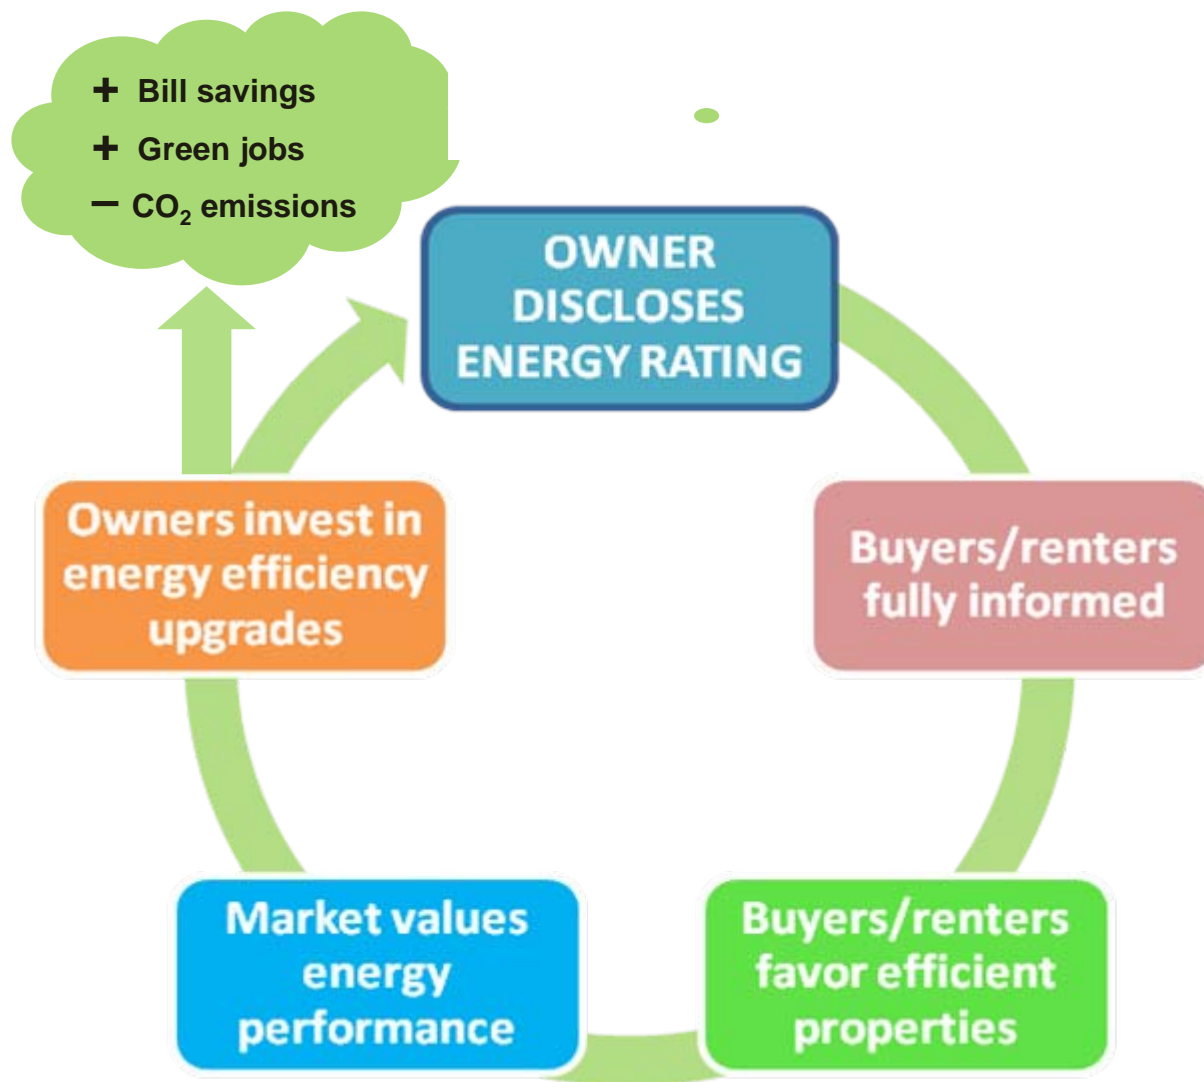 + Bill savings
+ Green jobs
− CO₂ emissions
OWNER
DISCLOSES
ENERGY RATING
Buyers/renters
fully informed
Buyers/renters
favor efficient
properties
Market values
energy
performance
Owners invest in
energy efficiency
upgrades